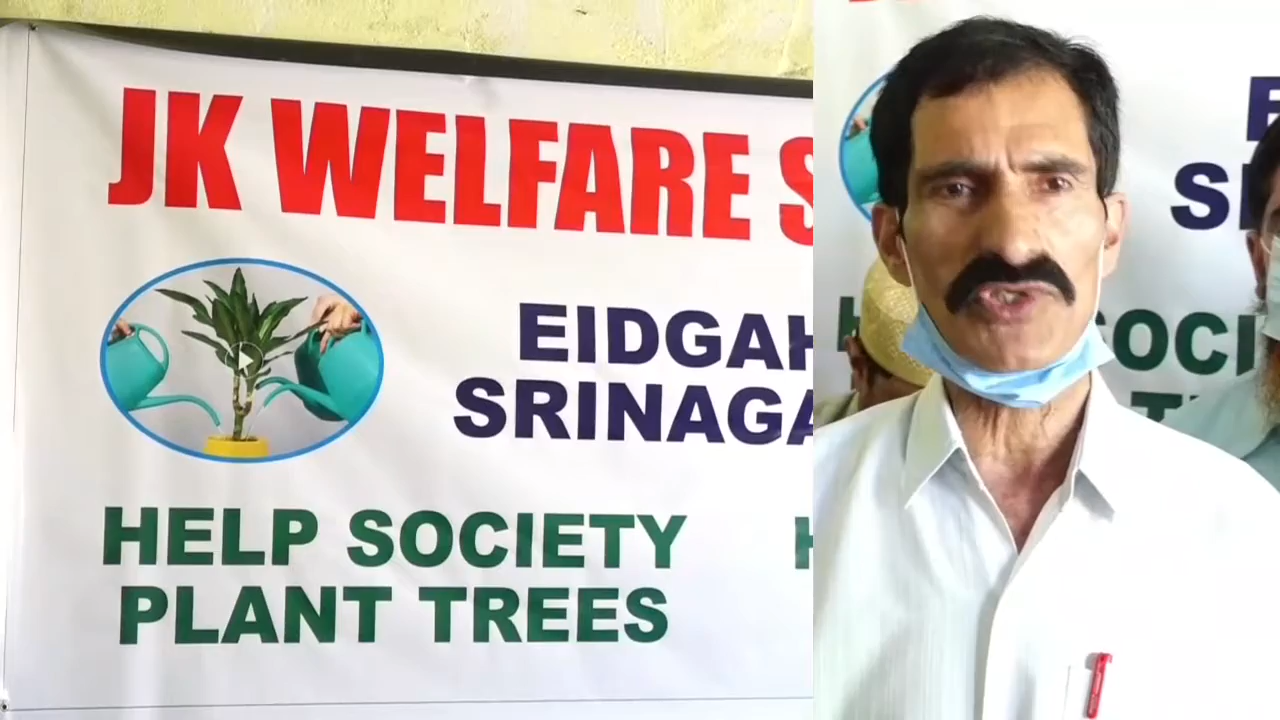 JK WELFARE S
EIDGAH
SRINAGA
HELP SOCIETY
PLANT TREES
SOCI